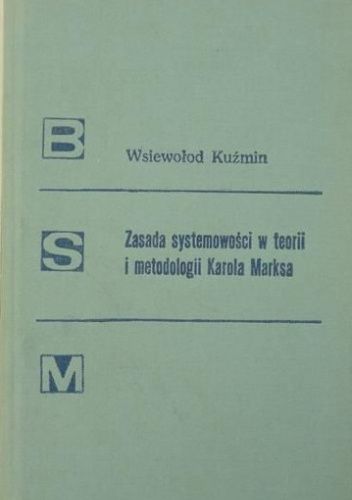 B
Wsiewołod Kuźmin
S
Zasada systemowości w teorii
i metodologii Karola Marksa
M